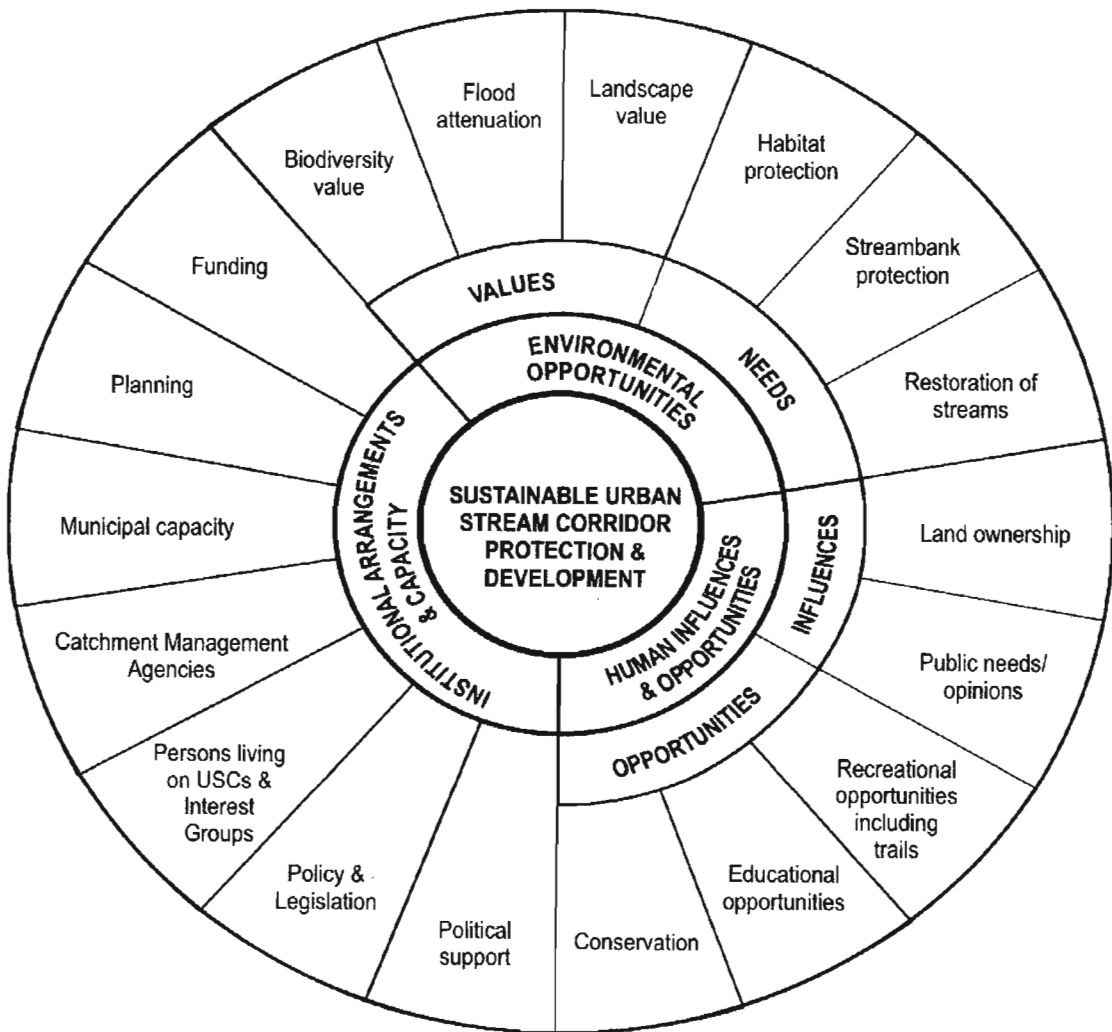 SUSTAINABLE URBAN
STREAM CORRIDOR
PROTECTION &
DEVELOPMENT
ENVIRONMENTAL
OPPORTUNITIES
HUMAN INFLUENCES
& OPPORTUNITIES
INSTITUTIONAL ARRANGEMENTS
& CAPACITY
VALUES
NEEDS
INFLUENCES
OPPORTUNITIES
Biodiversity
value
Flood
attenuation
Landscape
value
Habitat
protection
Streambank
protection
Restoration of
streams
Land ownership
Public needs/
opinions
Recreational
opportunities
including
trails
Educational
opportunities
Conservation
Political
support
Policy &
Legislation
Persons living
on USCs &
Interest
Groups
Catchment Management
Agencies
Municipal capacity
Planning
Funding